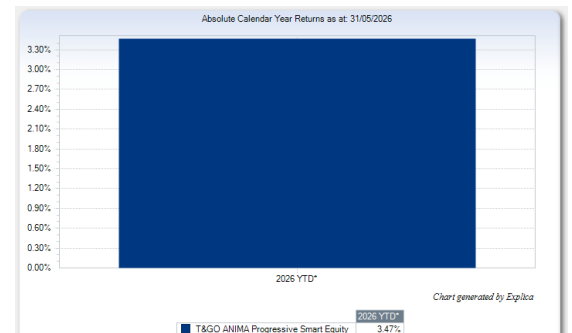 Absolute Calendar Year Returns as at: 31/05/2026
3.30%
3.00%
2.70%
2.40%
2.10%
1.80%
1.50%
1.20%
0.90%
0.60%
0.30%
0.00%
2026 YTD*
Chart generated by Explica
2026 YTD*
T&GO ANIMA Progressive Smart Equity 3.47%